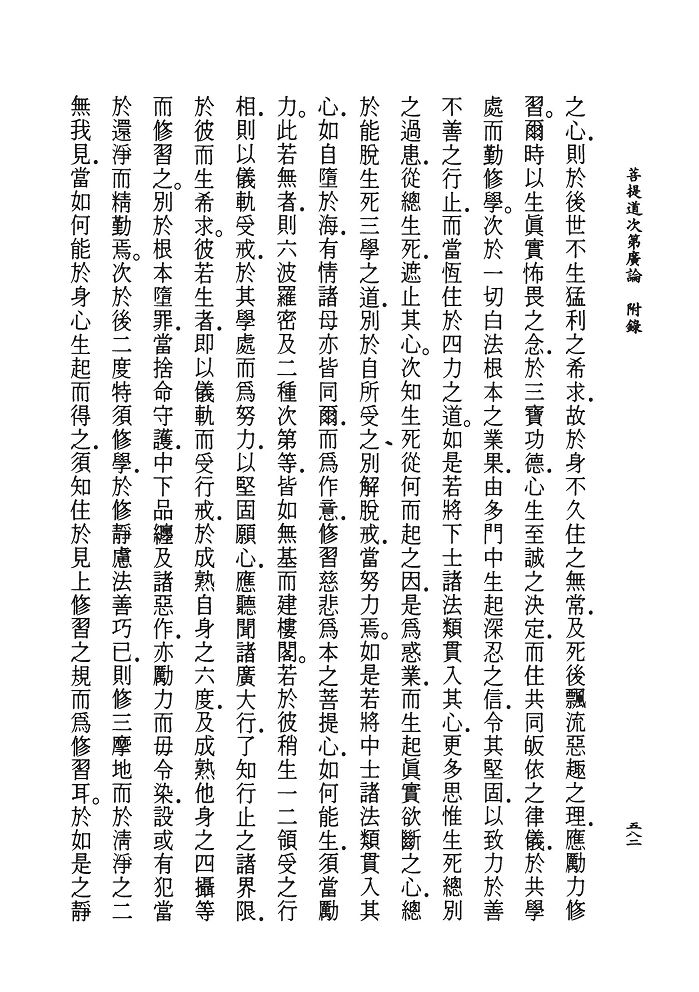 菩提道次第廣論　附錄
五八二
之心．則於後世不生猛利之希求．故於身不久住之無常．及死後飄流惡趣之理．應勵力修
習。爾時以生眞實怖畏之念．於三寶功德．心生至誠之決定．而住共同皈依之律儀．於共學
處而勤修學。次於一切白法根本之業果．由多門中生起深忍之信．令其堅固．以致力於善
不善之行止．而當恆住於四力之道。如是若將下士諸法類貫入其心．更多思惟生死總別
之過患．從總生死．遮止其心。次知生死從何而起之因．是爲惑業．而生起眞實欲斷之心．總
於能脫生死三學之道．別於自所受之、別解脫戒．當努力焉。如是若將中士諸法類貫入其
心．如自墮於海．有情諸母亦皆同爾．而爲作意．修習慈悲爲本之菩提心．如何能生．須當勵
力。此若無者．則六波羅密及二種次第等．皆如無基而建樓閣。若於彼稍生一二領受之行
相．則以儀軌受戒．於其學處而爲努力．以堅固願心．應聽聞諸廣大行．了知行止之諸界限．
於彼而生希求。彼若生者．即以儀軌而受行戒．於成熟自身之六度．及成熟他身之四攝等
而修習之。別於根本墮罪．當捨命守護．中下品纏及諸惡作．亦勵力而毋令染．設或有犯當
於還淨而精勤焉。次於後二度特須修學．於修靜慮法善巧已．則修三摩地而於清淨之二
無我見．當如何能於身心生起而得之．須知住於見上修習之規而爲修習耳。於如是之靜